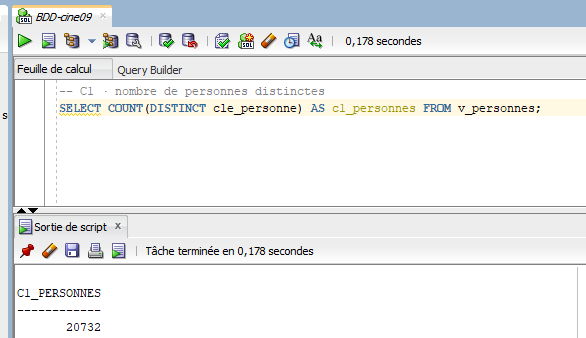 BDD-cine09
0,178 secondes
Feuille de calcul
Query Builder
s
-- C1 · nombre de personnes distinctes
SELECT COUNT(DISTINCT cle_personne) AS c1_personnes FROM v_personnes;
Sortie de script
Tâche terminée en 0,178 secondes
C1_PERSONNES
------------
20732